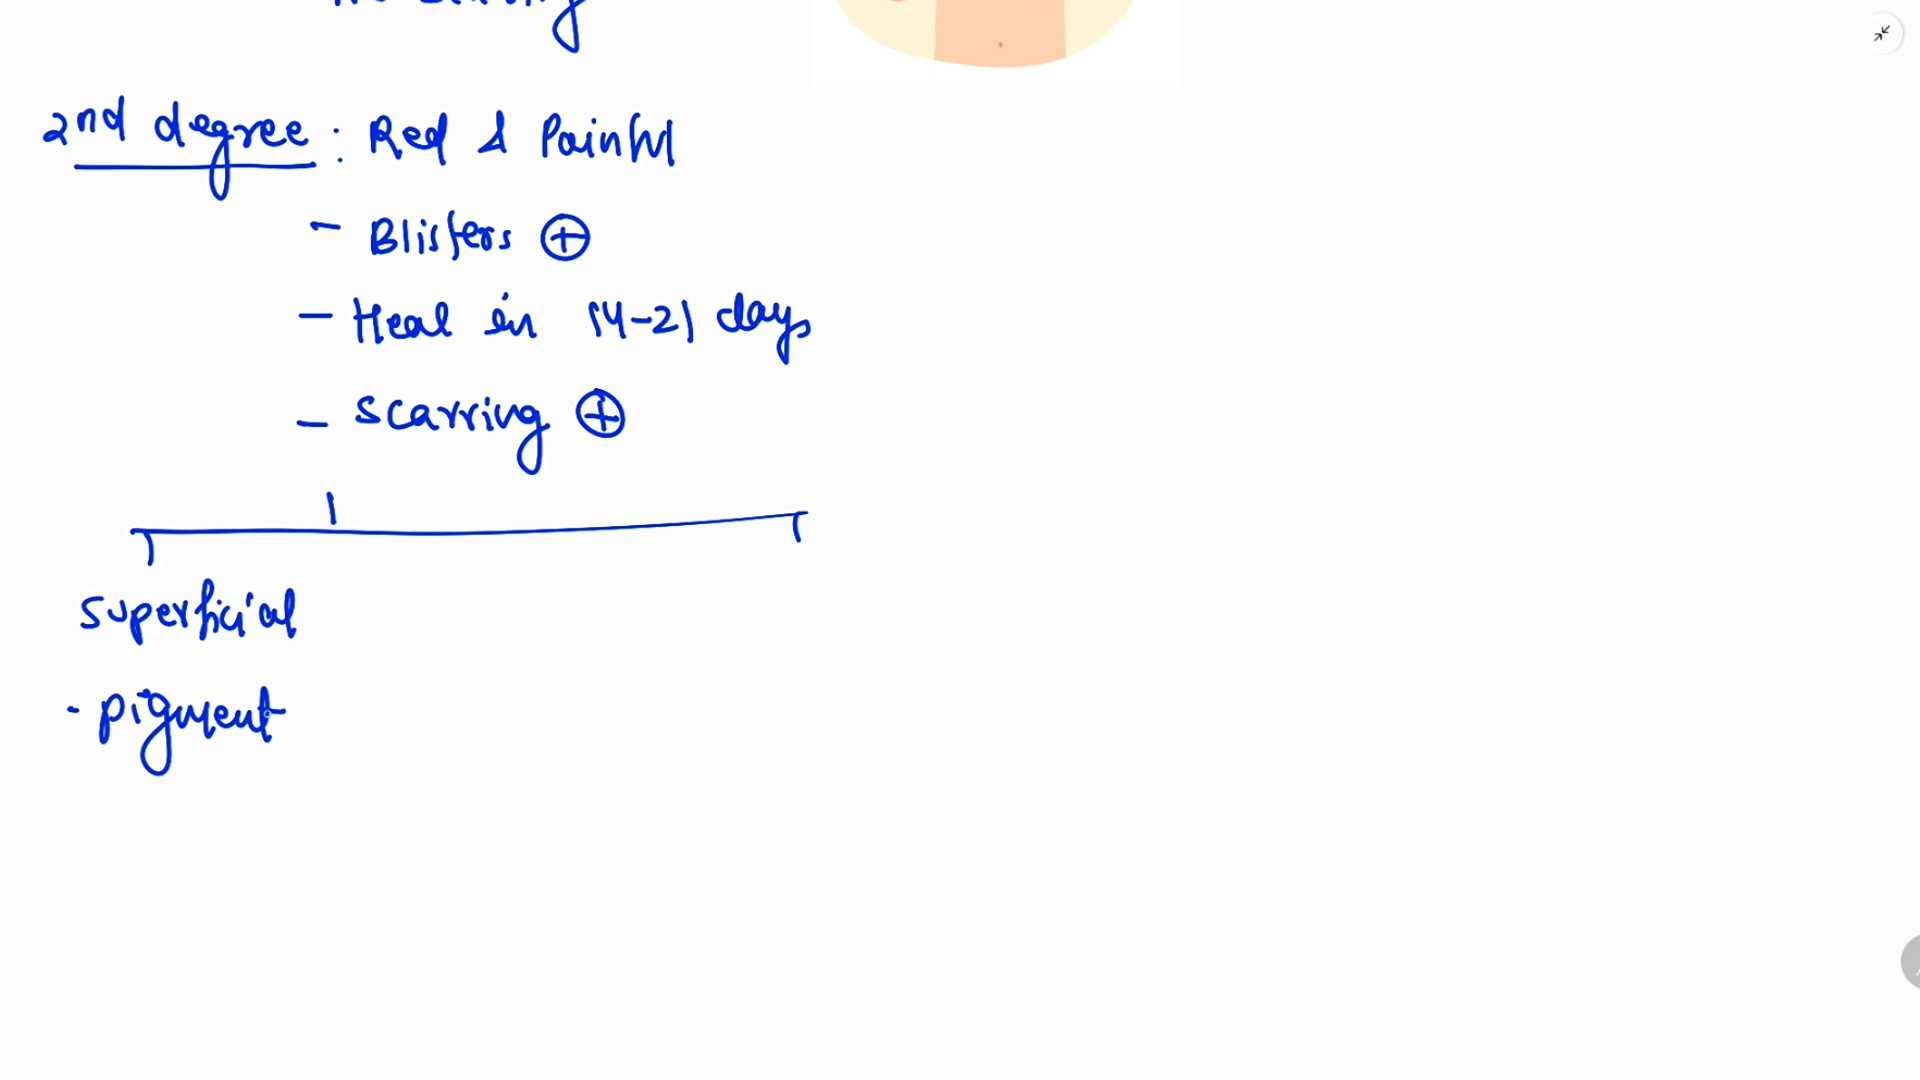 2nd degree : Red & Painful
- Blisters ⊕
- Heal in 14-21 days
- Scarring ⊕
Superficial
- pigment